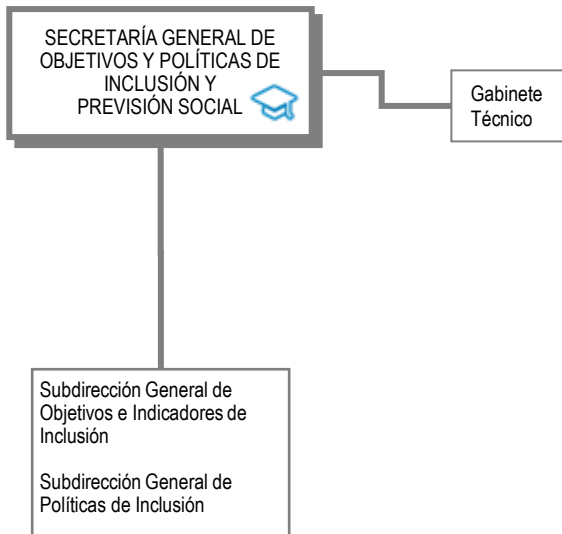 SECRETARÍA GENERAL DE
OBJETIVOS Y POLÍTICAS DE
INCLUSIÓN Y
PREVISIÓN SOCIAL
Gabinete
Técnico
Subdirección General de
Objetivos e Indicadores de
Inclusión
Subdirección General de
Políticas de Inclusión